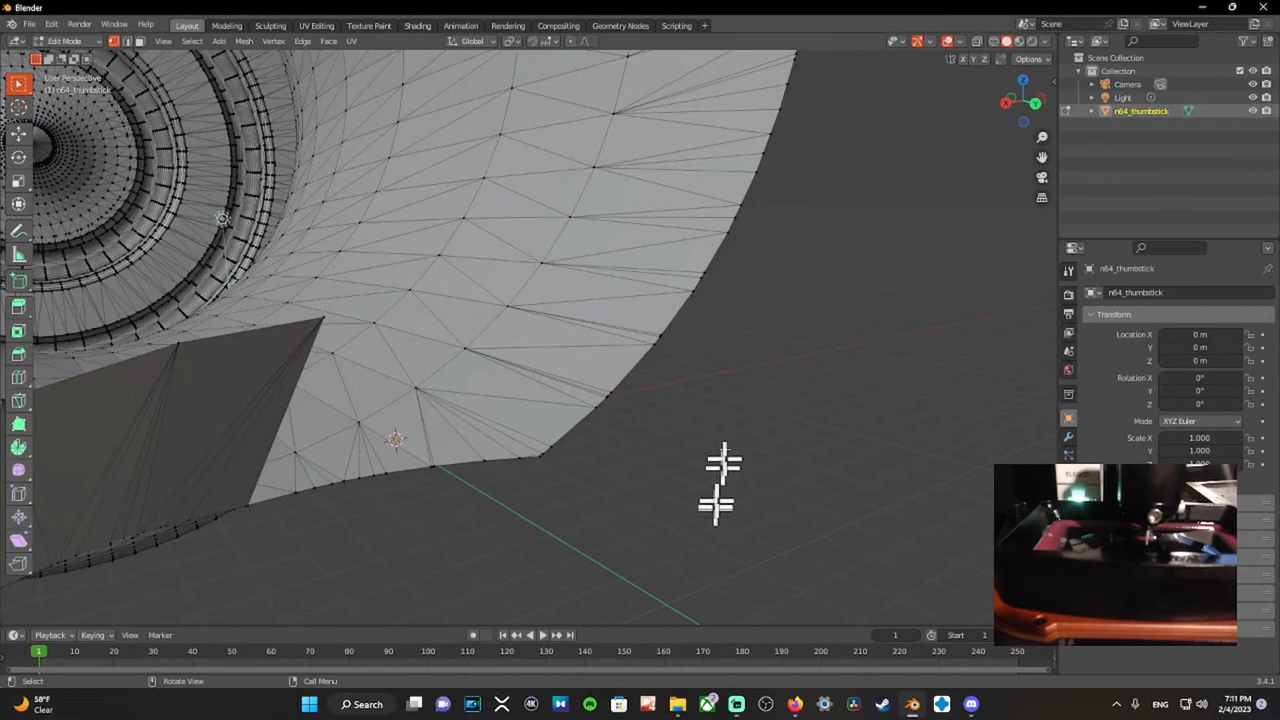 Blender
File Edit Render Window Help Layout Modeling Sculpting UV Editing Texture Paint Shading Animation Rendering Compositing Geometry Nodes Scripting + Scene ViewLayer
Edit Mode View Select Add Mesh Vertex Edge Face UV Global
X Y Z Options
User Perspective
(1) n64_thumbstick
Z
X Y
Scene Collection
Collection
Camera
Light
n64_thumbstick
n64_thumbstick
n64_thumbstick
Transform
Location X 0 m
Y 0 m
Z 0 m
Rotation X 0°
Y 0°
Z 0°
Mode XYZ Euler
Scale X 1.000
Y 1.000
Playback Keying View Marker 1 Start 1
1 10 20 30 40 50 60 70 80 90 100 110 120 130 140 150 160 170 180 190 200 210 220 230 240 250
Select Rotate View Call Menu 3.4.1
58°F
Clear
Search
4K
2
ENG
7:11 PM
2/4/2023